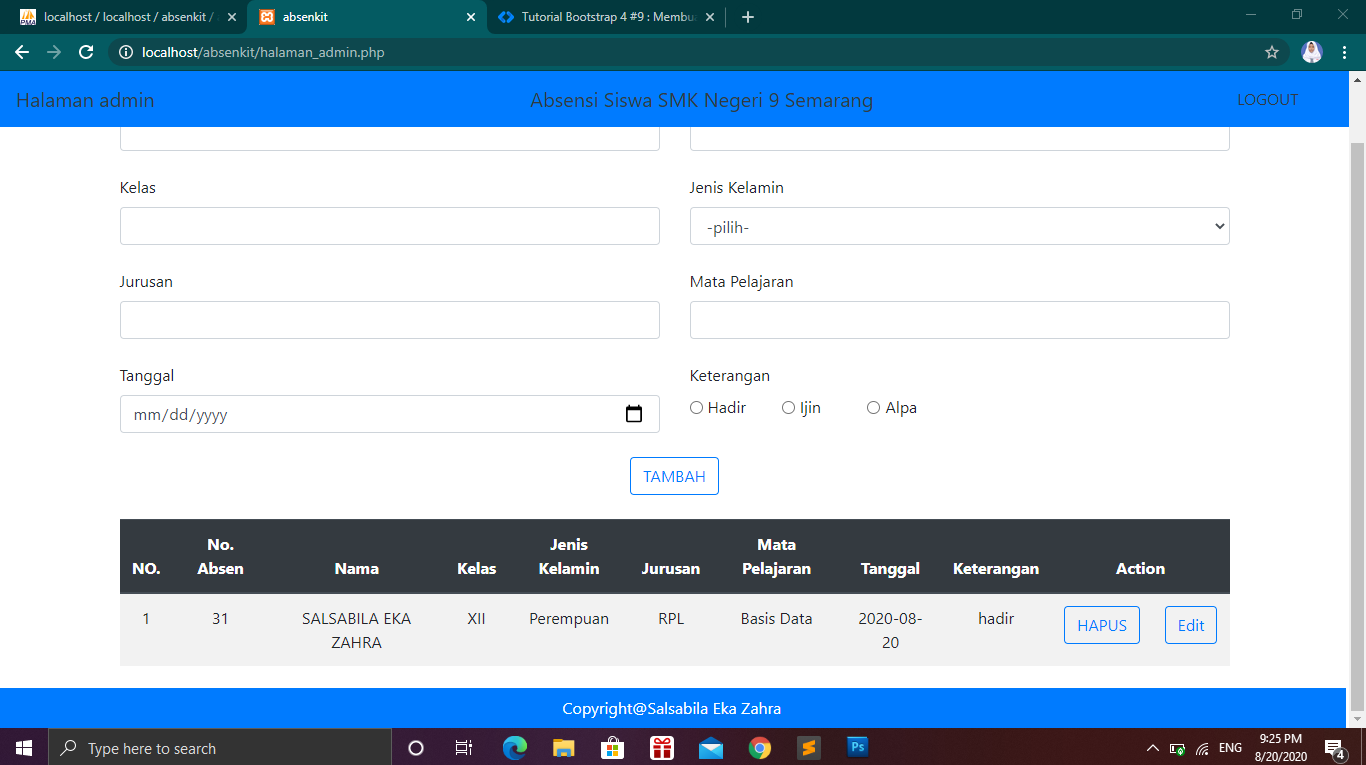 localhost / localhost / absenkit /
absenkit
Tutorial Bootstrap 4 #9 : Membu
localhost/absenkit/halaman_admin.php
Halaman admin
Absensi Siswa SMK Negeri 9 Semarang
LOGOUT
Kelas
Jenis Kelamin
-pilih-
Jurusan
Mata Pelajaran
Tanggal
Keterangan
mm/dd/yyyy
Hadir Ijin Alpa
TAMBAH
NO. No. Absen Nama Kelas Jenis Kelamin Jurusan Mata Pelajaran Tanggal Keterangan Action
1 31 SALSABILA EKA ZAHRA XII Perempuan RPL Basis Data 2020-08-20 hadir HAPUS Edit
Copyright@Salsabila Eka Zahra
Type here to search
Ps
ENG
9:25 PM
8/20/2020
4